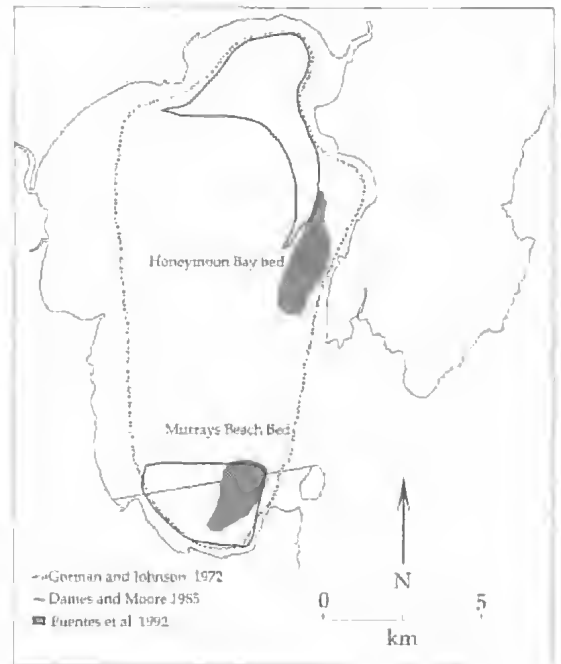 Honeymoon Bay bed
Murrays Beach Bed
Gorman and Johnson 1972
Dames and Moore 1985
Fuentes et al 1992
N
0 5
km